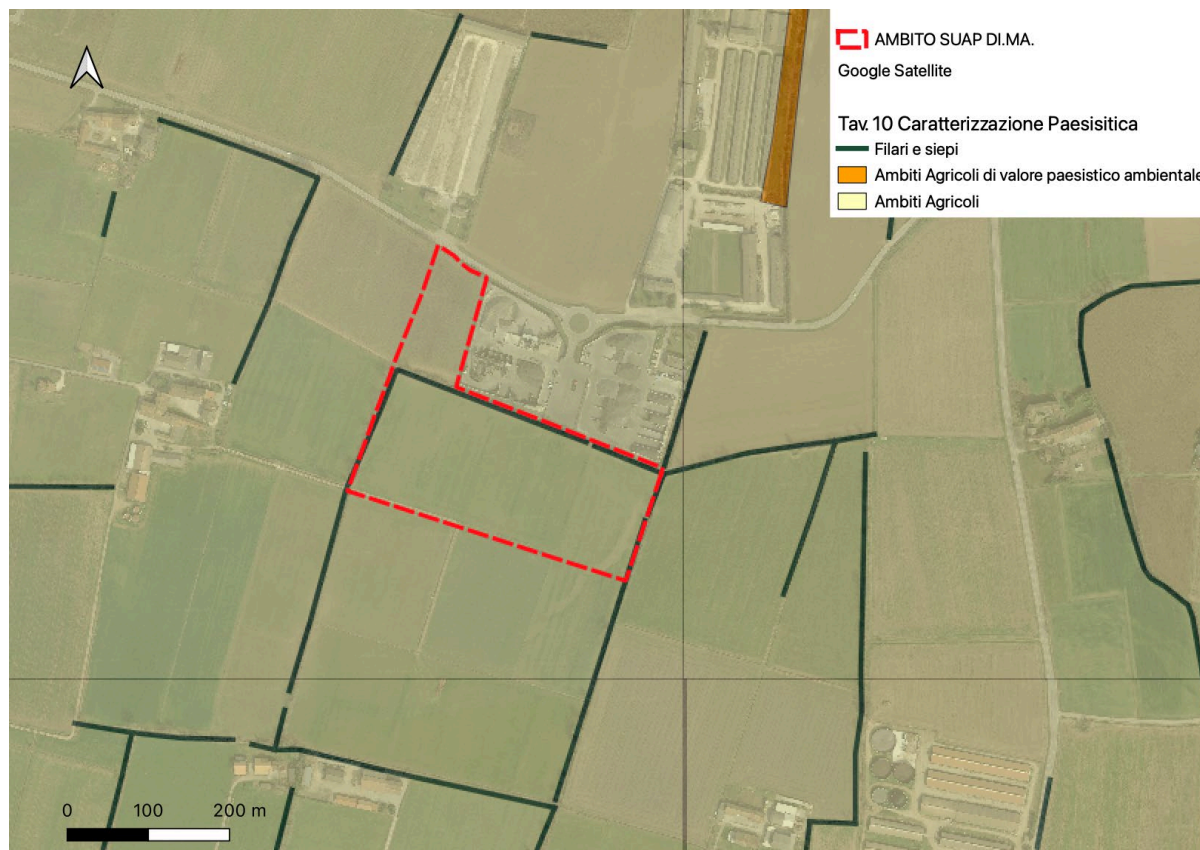 AMBITO SUAP DI.MA.
Google Satellite
Tav. 10 Caratterizzazione Paesisitica
Filari e siepi
Ambiti Agricoli di valore paesistico ambientale
Ambiti Agricoli
0 100 200 m